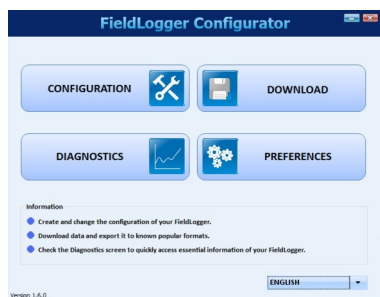 FieldLogger Configurator
CONFIGURATION
DOWNLOAD
DIAGNOSTICS
PREFERENCES
Information
Create and change the configuration of your FieldLogger.
Download data and export it to known popular formats.
Check the Diagnostics screen to quickly access essential information of your FieldLogger.
ENGLISH
Version 1.6.0